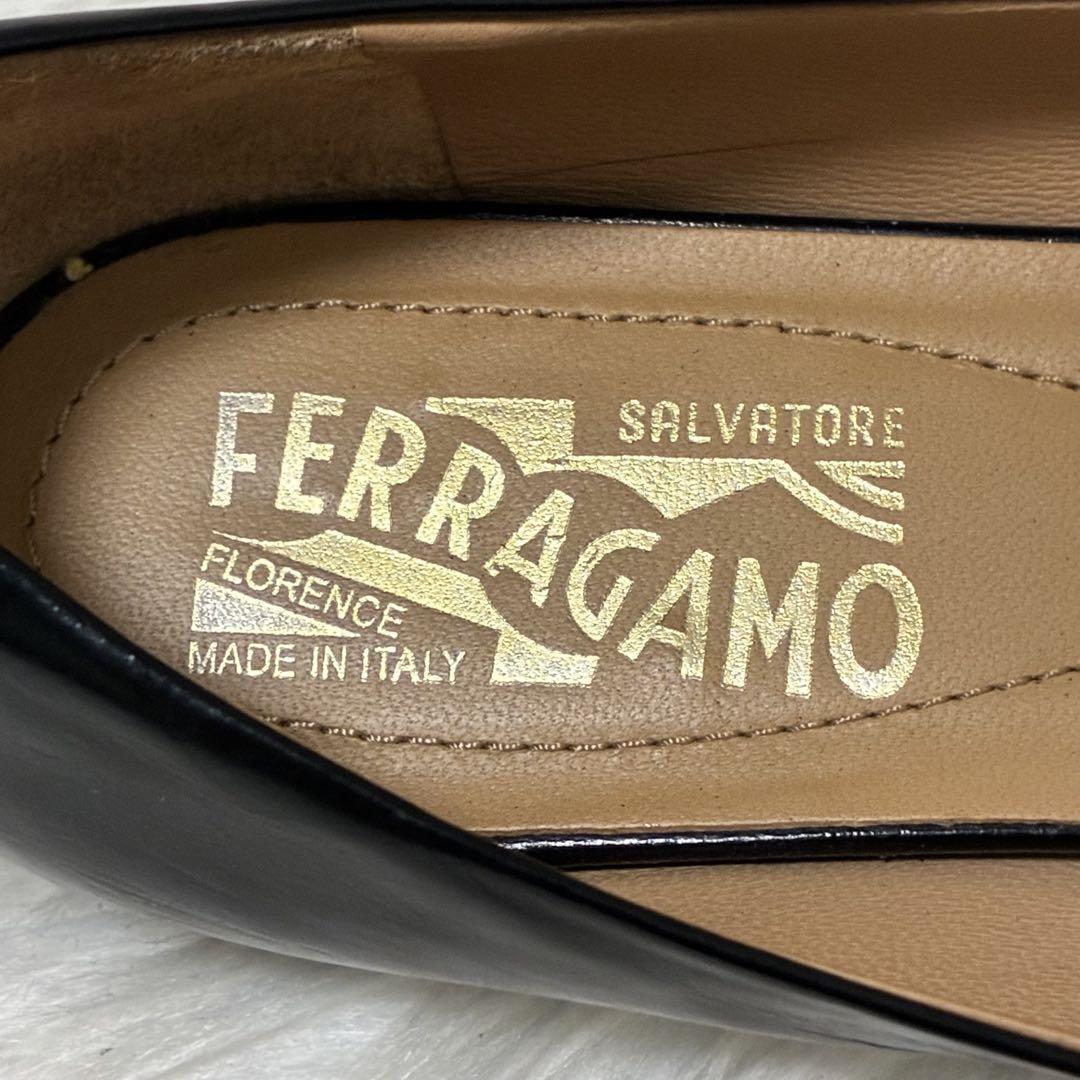 SALVATORE
FERRAGAMO
FLORENCE
MADE IN ITALY